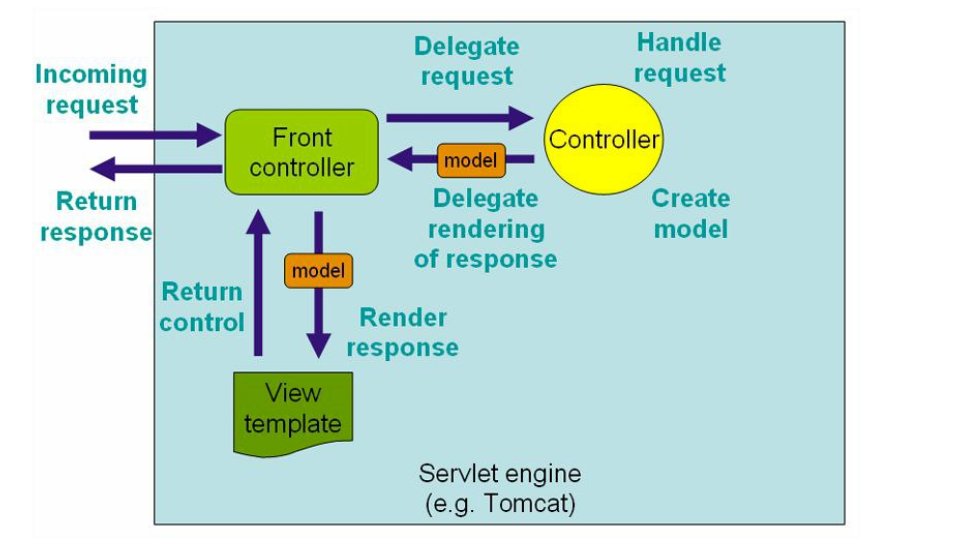 Incoming
request
Return
response
Front
controller
Delegate
request
model
Delegate
rendering
of response
Handle
request
Controller
Create
model
Return
control
model
Render
response
View
template
Servlet engine
(e.g. Tomcat)